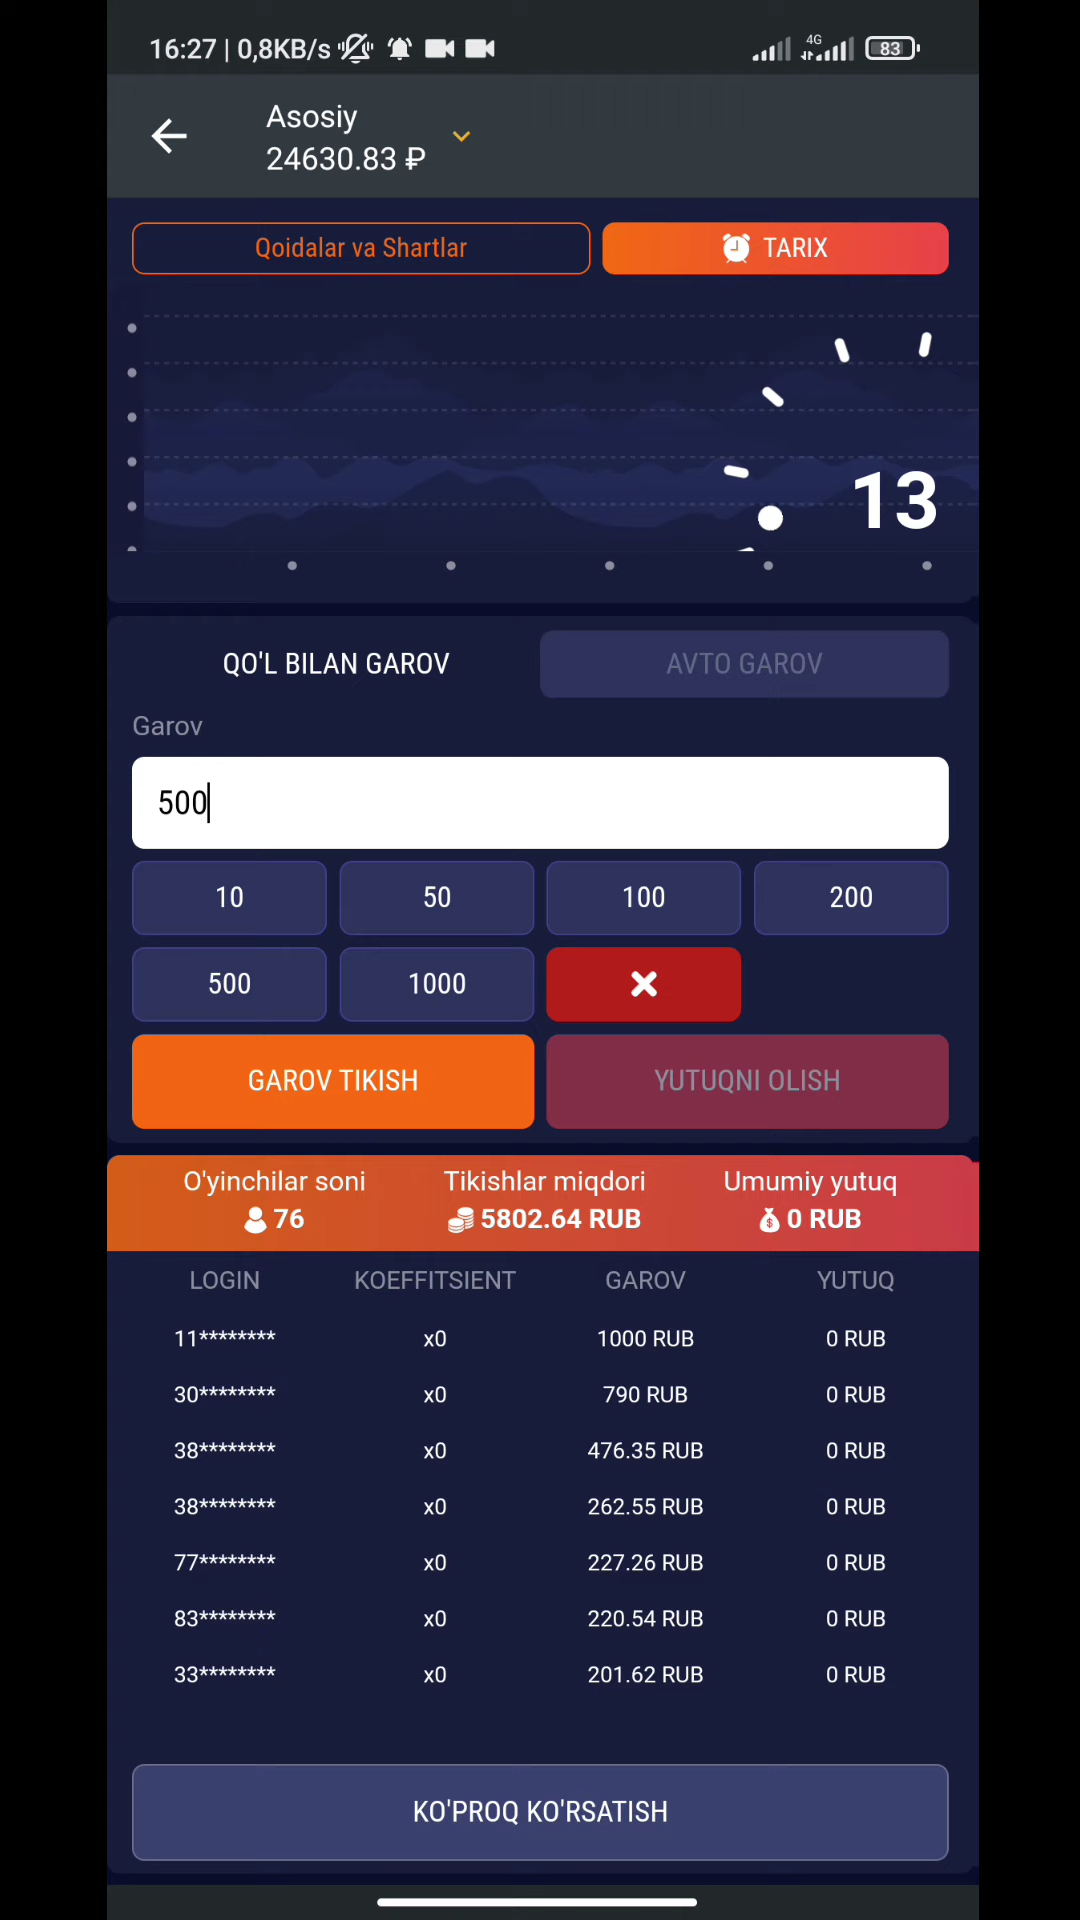 16:27 | 0,8KB/s
4G
83
Asosiy
24630.83 ₽
Qoidalar va Shartlar
TARIX
13
QO'L BILAN GAROV
AVTO GAROV
Garov
500
10 50 100 200
500 1000
GAROV TIKISH
YUTUQNI OLISH
O'yinchilar soni Tikishlar miqdori Umumiy yutuq
76 5802.64 RUB 0 RUB
LOGIN KOEFFITSIENT GAROV YUTUQ
11******** x0 1000 RUB 0 RUB
30******** x0 790 RUB 0 RUB
38******** x0 476.35 RUB 0 RUB
38******** x0 262.55 RUB 0 RUB
77******** x0 227.26 RUB 0 RUB
83******** x0 220.54 RUB 0 RUB
33******** x0 201.62 RUB 0 RUB
KO'PROQ KO'RSATISH